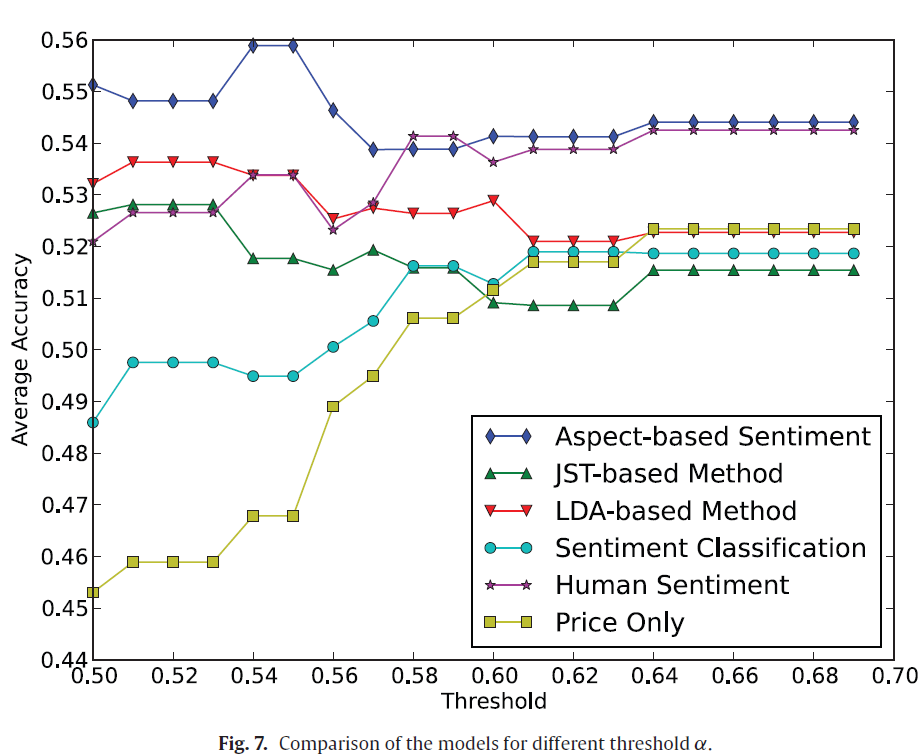 0.56
0.55
0.54
0.53
0.52
0.51
0.50
0.49
0.48
0.47
0.46
0.45
0.44
Average Accuracy
Aspect-based Sentiment
JST-based Method
LDA-based Method
Sentiment Classification
Human Sentiment
Price Only
0.50 0.52 0.54 0.56 0.58 0.60 0.62 0.64 0.66 0.68 0.70
Threshold
Fig. 7. Comparison of the models for different threshold α.